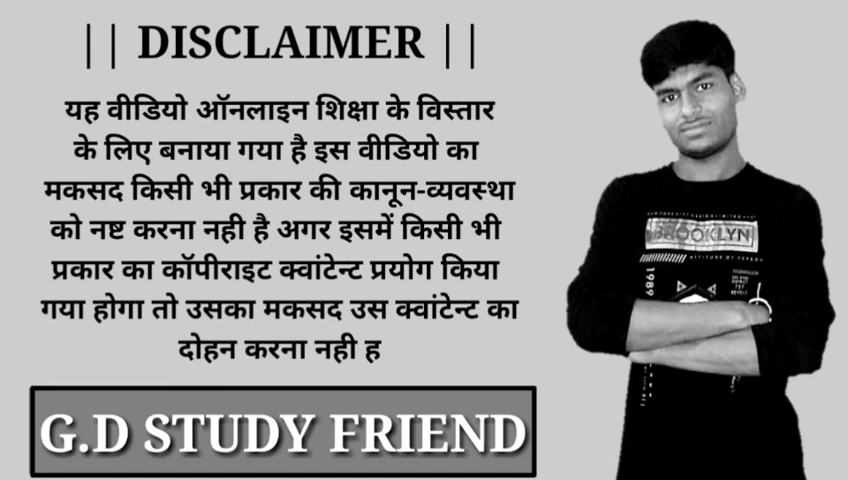 || DISCLAIMER ||
यह वीडियो ऑनलाइन शिक्षा के विस्तार
के लिए बनाया गया है इस वीडियो का
मकसद किसी भी प्रकार की कानून-व्यवस्था
को नष्ट करना नही है अगर इसमें किसी भी
प्रकार का कॉपीराइट क्वांटेन्ट प्रयोग किया
गया होगा तो उसका मकसद उस क्वांटेन्ट का
दोहन करना नही ह
G.D STUDY FRIEND
BROOKLYN
1989